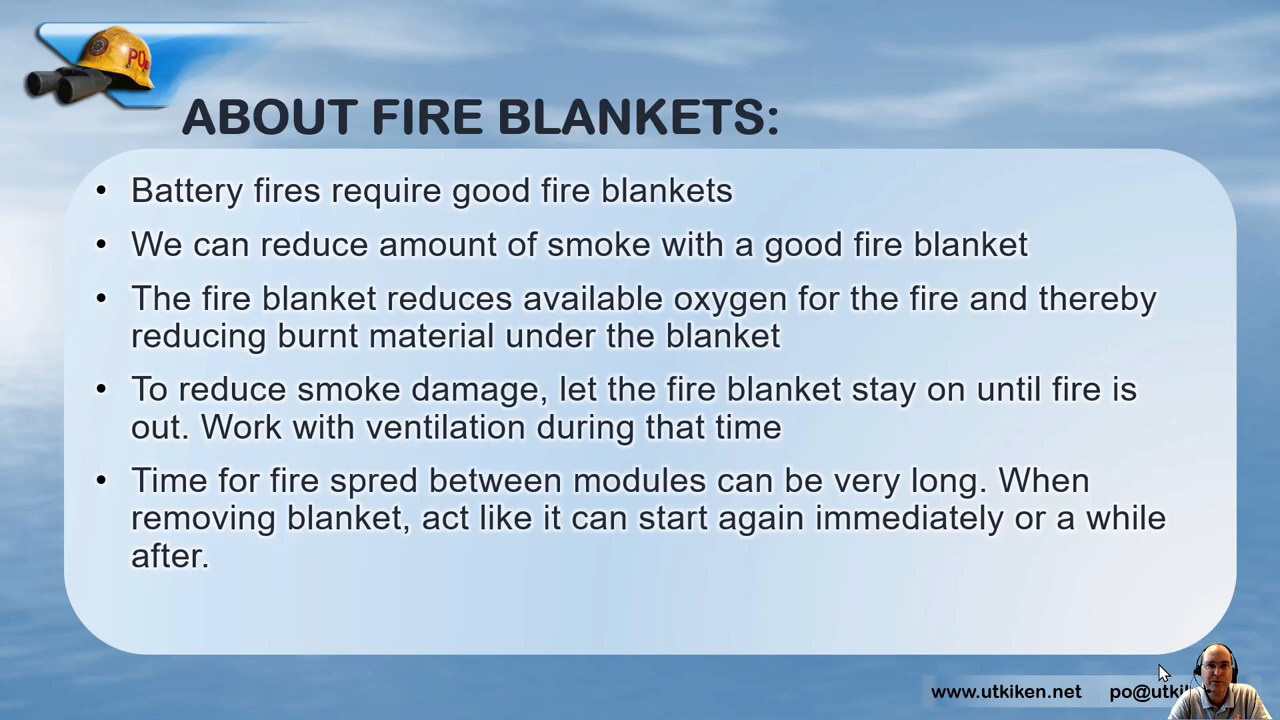 PO
ABOUT FIRE BLANKETS:
• Battery fires require good fire blankets
• We can reduce amount of smoke with a good fire blanket
• The fire blanket reduces available oxygen for the fire and thereby
reducing burnt material under the blanket
• To reduce smoke damage, let the fire blanket stay on until fire is
out. Work with ventilation during that time
• Time for fire spred between modules can be very long. When
removing blanket, act like it can start again immediately or a while
after.
www.utkiken.net po@utki